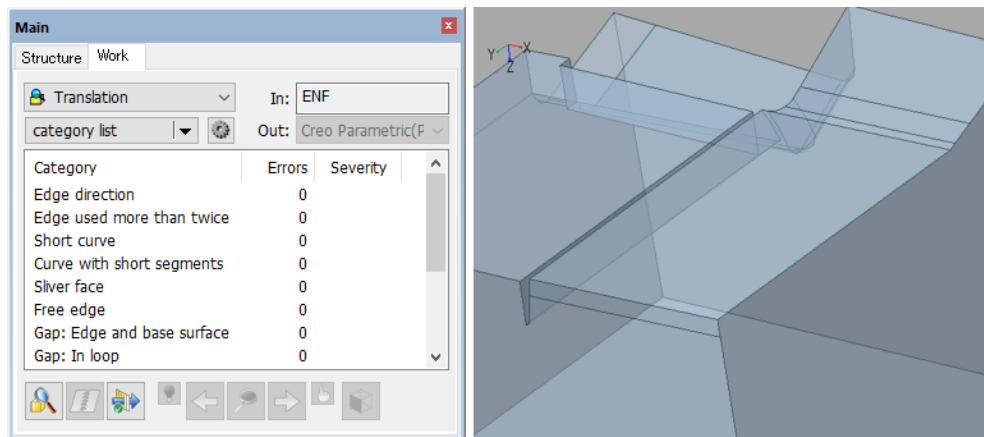 Main
Structure Work
Translation In: ENF
category list Out: Creo Parametric(P
Category Errors Severity
Edge direction 0
Edge used more than twice 0
Short curve 0
Curve with short segments 0
Sliver face 0
Free edge 0
Gap: Edge and base surface 0
Gap: In loop 0
Y X
Z